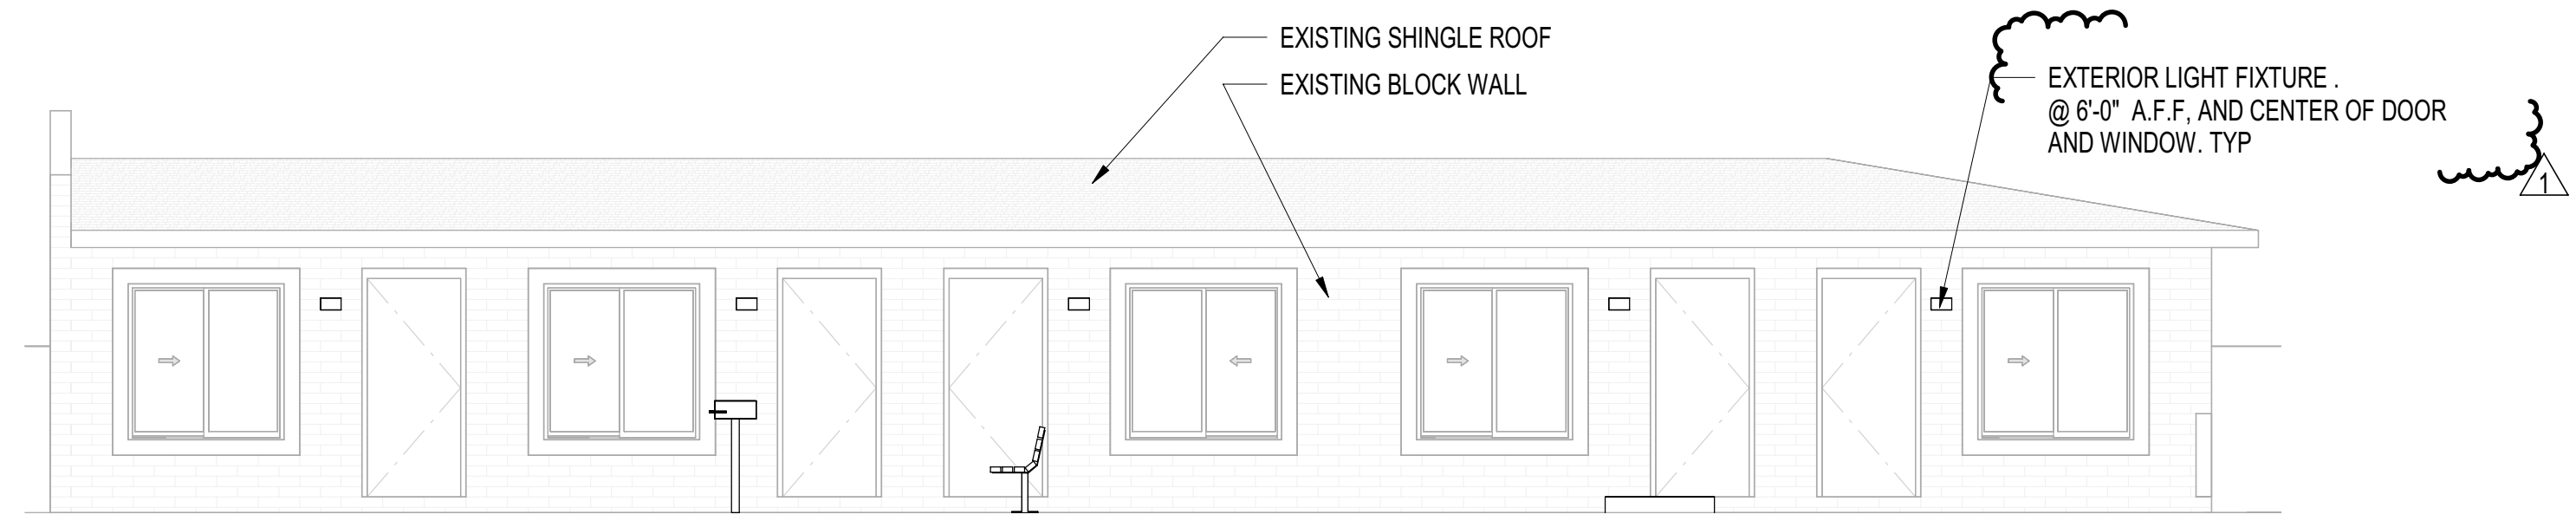 EXISTING SHINGLE ROOF
EXISTING BLOCK WALL
EXTERIOR LIGHT FIXTURE .
@ 6'-0" A.F.F, AND CENTER OF DOOR
AND WINDOW. TYP
1